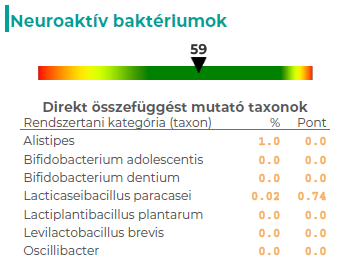 Neuroaktív baktériumok
59
Direkt összefüggést mutató taxonok
Rendszertani kategória (taxon) % Pont
Alistipes 1.0 0.0
Bifidobacterium adolescentis 0.0 0.0
Bifidobacterium dentium 0.0 0.0
Lacticaseibacillus paracasei 0.02 0.74
Lactiplantibacillus plantarum 0.0 0.0
Levilactobacillus brevis 0.0 0.0
Oscillibacter 0.0 0.0